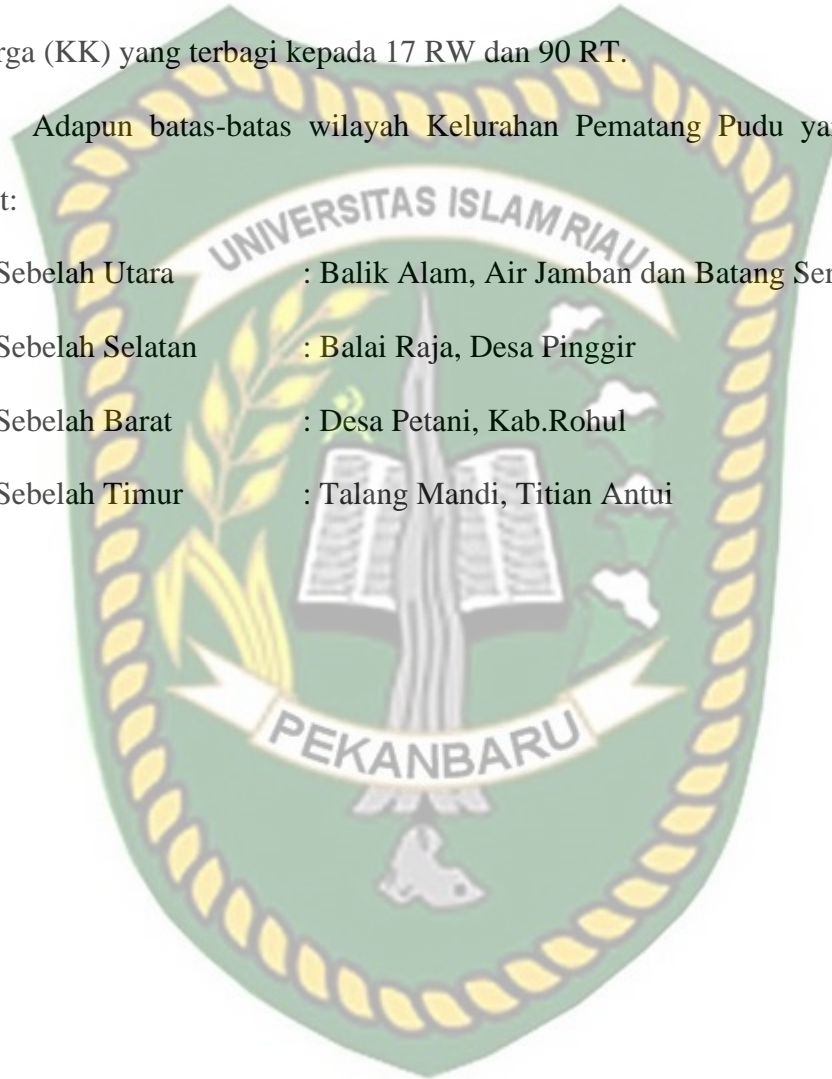 rga (KK) yang terbagi kepada 17 RW dan 90 RT.
Adapun batas-batas wilayah Kelurahan Pematang Pudu
t:
UNIVERSITAS ISLAM RIAU
Sebelah Utara : Balik Alam, Air Jamban dan Batang
Sebelah Selatan : Balai Raja, Desa Pinggir
Sebelah Barat : Desa Petani, Kab.Rohul
Sebelah Timur : Talang Mandi, Titian Antui
PEKANBARU